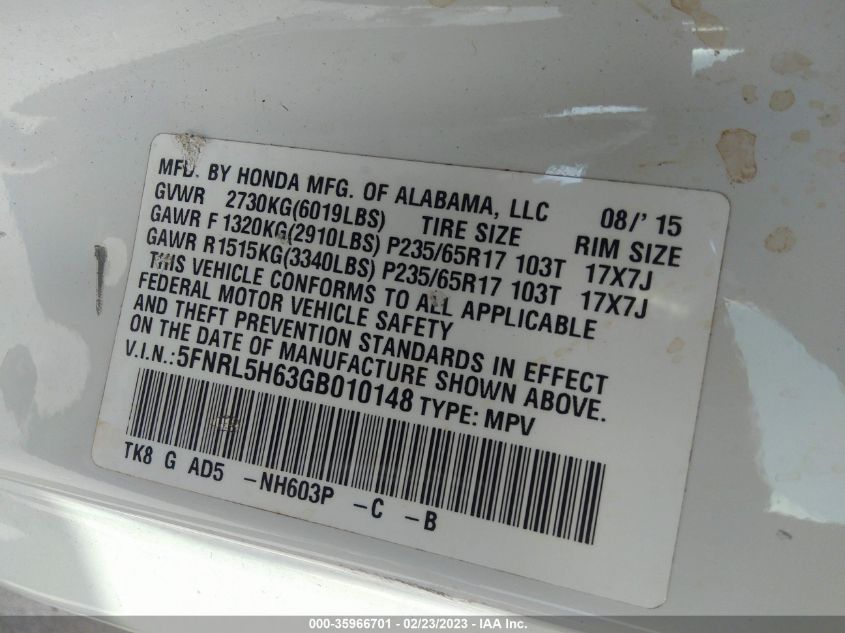 MFD. BY HONDA MFG. OF ALABAMA, LLC 08/' 15
GVWR 2730KG(6019LBS) TIRE SIZE RIM SIZE
GAWR F 1320KG(2910LBS) P235/65R17 103T 17X7J
GAWR R1515KG(3340LBS) P235/65R17 103T 17X7J
THIS VEHICLE CONFORMS TO ALL APPLICABLE
FEDERAL MOTOR VEHICLE SAFETY
AND THEFT PREVENTION STANDARDS IN EFFECT
ON THE DATE OF MANUFACTURE SHOWN ABOVE.
V.I.N.: 5FNRL5H63GB010148 TYPE: MPV
TK8 G AD5 -NH603P -C -B
000-35966701 - 02/23/2023 - IAA Inc.